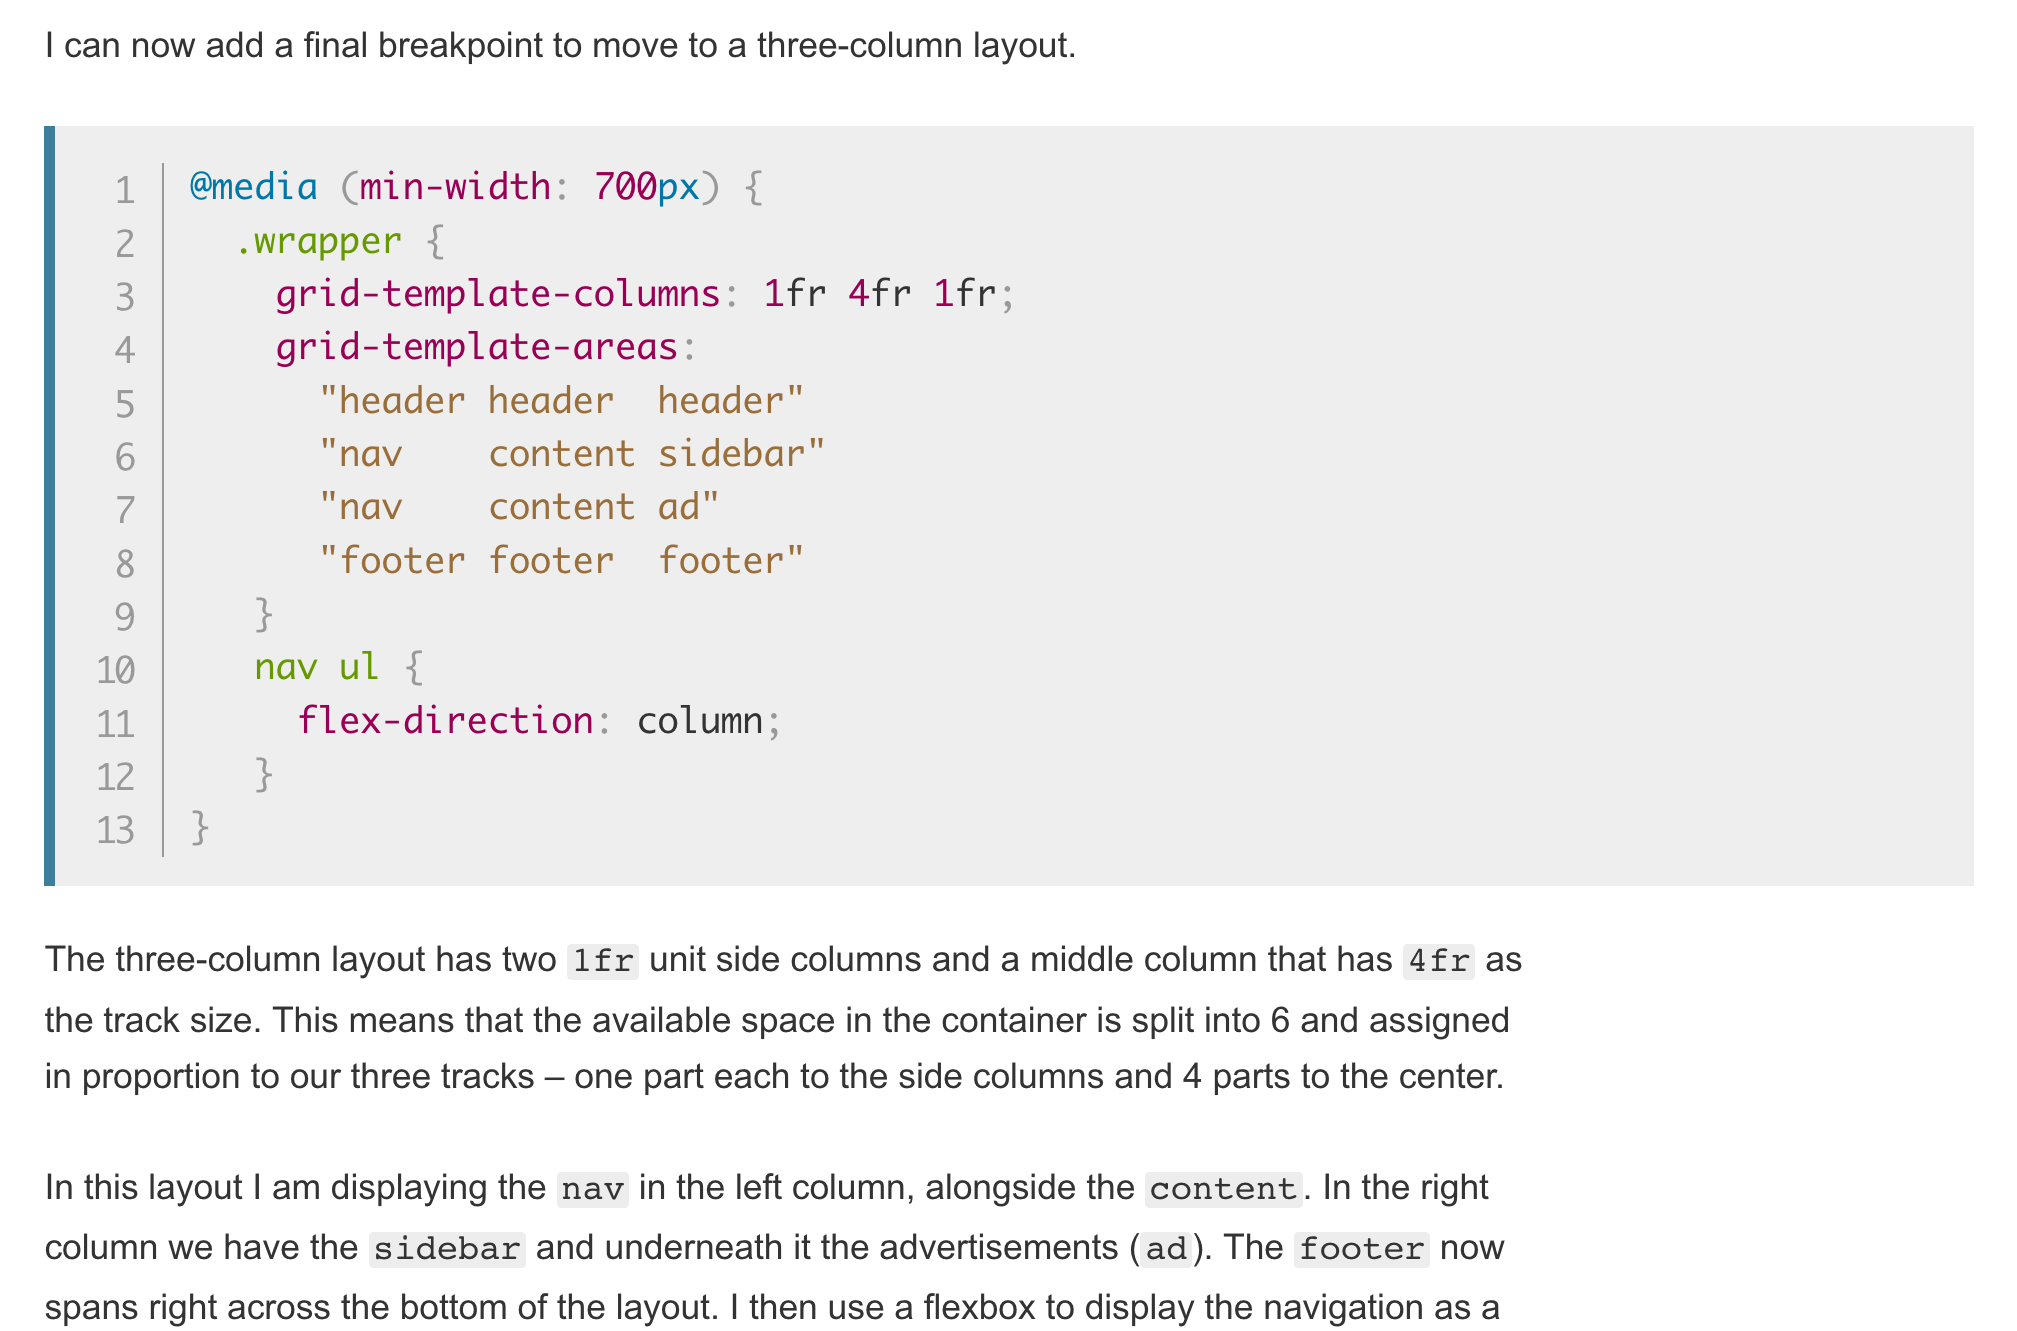 I can now add a final breakpoint to move to a three-column layout.
1 @media (min-width: 700px) {
2   .wrapper {
3     grid-template-columns: 1fr 4fr 1fr;
4     grid-template-areas:
5       "header header  header"
6       "nav    content sidebar"
7       "nav    content ad"
8       "footer footer  footer"
9    }
10    nav ul {
11      flex-direction: column;
12    }
13 }
The three-column layout has two 1fr unit side columns and a middle column that has 4fr as
the track size. This means that the available space in the container is split into 6 and assigned
in proportion to our three tracks – one part each to the side columns and 4 parts to the center.
In this layout I am displaying the nav in the left column, alongside the content. In the right
column we have the sidebar and underneath it the advertisements (ad). The footer now
spans right across the bottom of the layout. I then use a flexbox to display the navigation as a